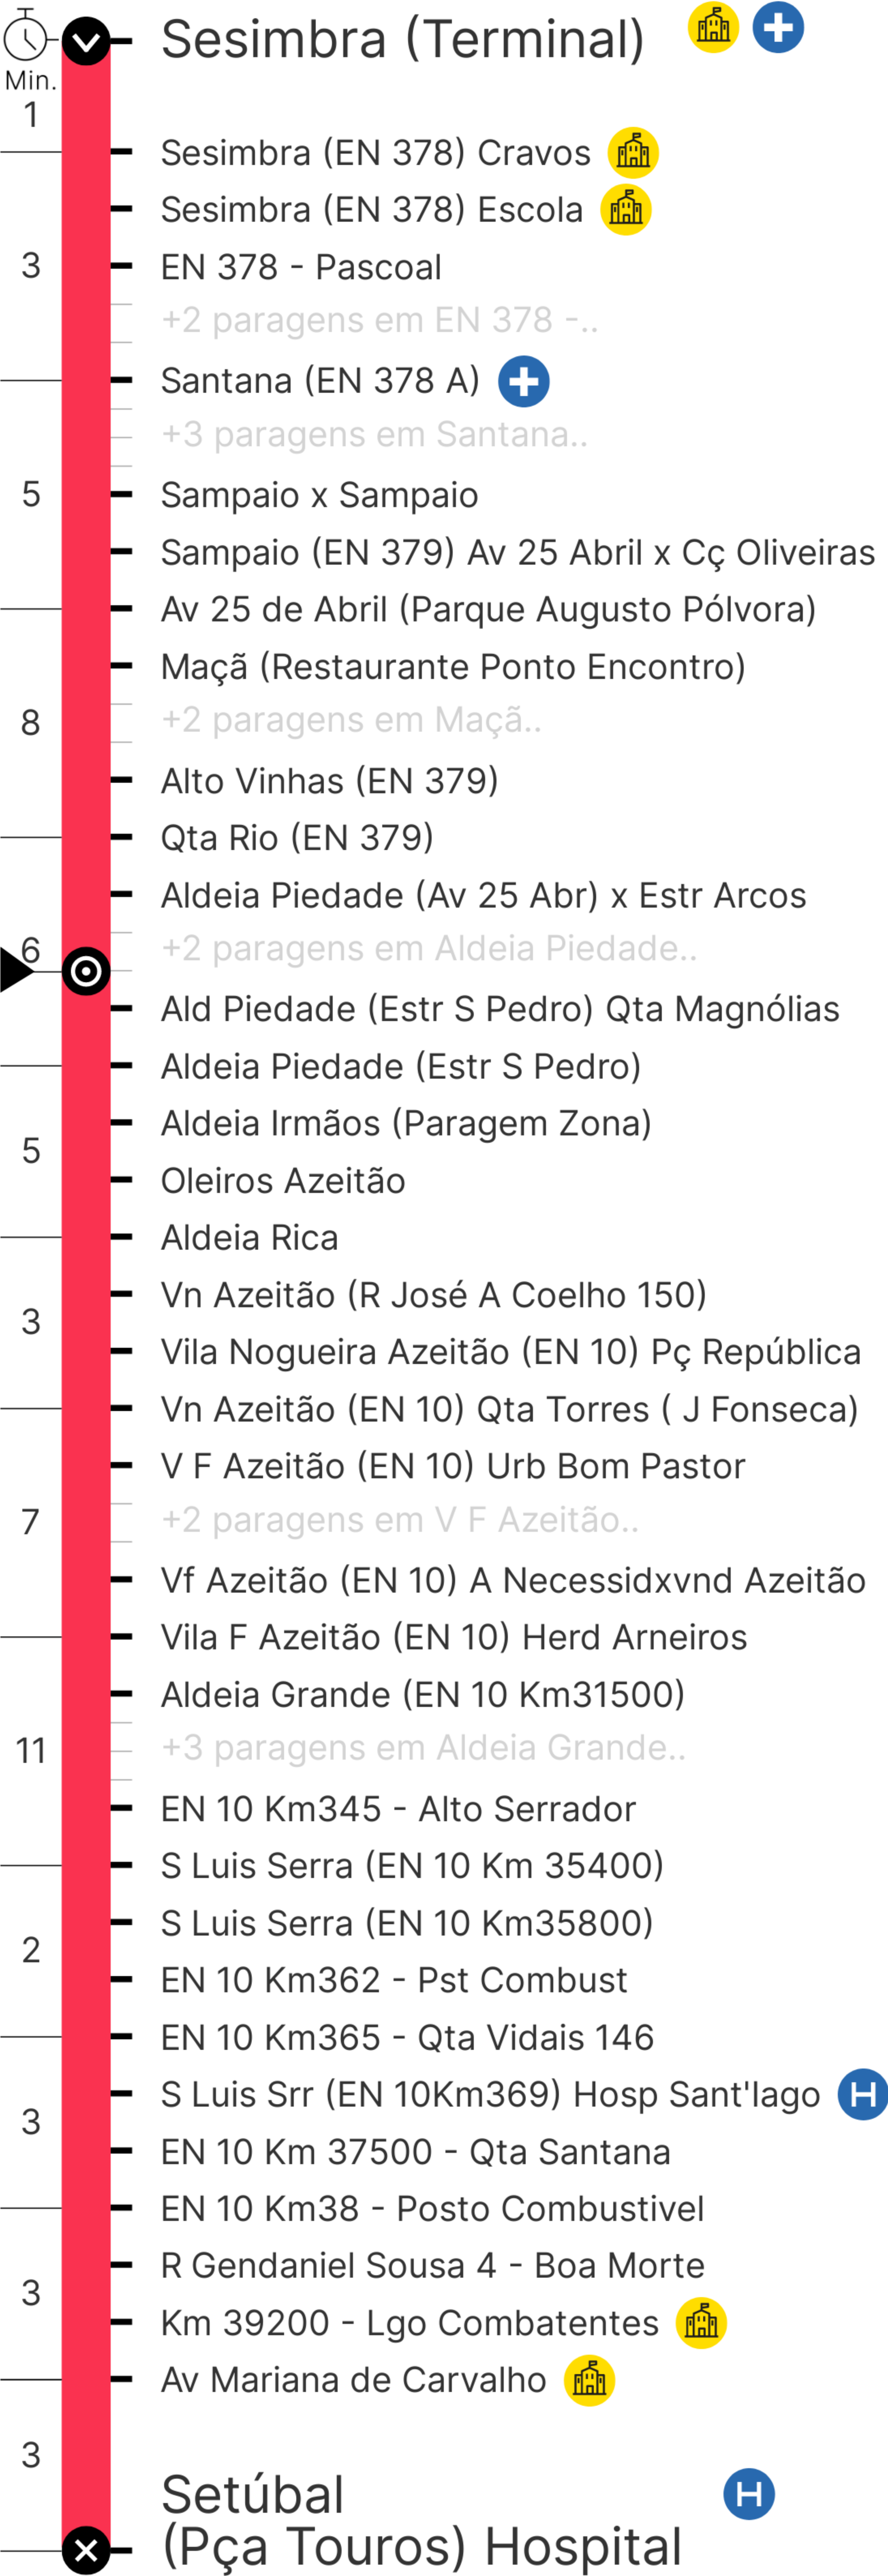 Sesimbra (Terminal)
Min.
1
Sesimbra (EN 378) Cravos
Sesimbra (EN 378) Escola
3
EN 378 - Pascoal
+2 paragens em EN 378 -..
Santana (EN 378 A)
+3 paragens em Santana..
5
Sampaio x Sampaio
Sampaio (EN 379) Av 25 Abril x Cç Oliveiras
Av 25 de Abril (Parque Augusto Pólvora)
Maçã (Restaurante Ponto Encontro)
8
+2 paragens em Maçã..
Alto Vinhas (EN 379)
Qta Rio (EN 379)
Aldeia Piedade (Av 25 Abr) x Estr Arcos
6
+2 paragens em Aldeia Piedade..
Ald Piedade (Estr S Pedro) Qta Magnólias
Aldeia Piedade (Estr S Pedro)
Aldeia Irmãos (Paragem Zona)
5
Oleiros Azeitão
Aldeia Rica
Vn Azeitão (R José A Coelho 150)
3
Vila Nogueira Azeitão (EN 10) Pç República
Vn Azeitão (EN 10) Qta Torres ( J Fonseca)
V F Azeitão (EN 10) Urb Bom Pastor
7
+2 paragens em V F Azeitão..
Vf Azeitão (EN 10) A Necessidxvnd Azeitão
Vila F Azeitão (EN 10) Herd Arneiros
Aldeia Grande (EN 10 Km31500)
11
+3 paragens em Aldeia Grande..
EN 10 Km345 - Alto Serrador
S Luis Serra (EN 10 Km 35400)
S Luis Serra (EN 10 Km35800)
2
EN 10 Km362 - Pst Combust
EN 10 Km365 - Qta Vidais 146
S Luis Srr (EN 10Km369) Hosp Sant'Iago H
3
EN 10 Km 37500 - Qta Santana
EN 10 Km38 - Posto Combustivel
R Gendaniel Sousa 4 - Boa Morte
3
Km 39200 - Lgo Combatentes
Av Mariana de Carvalho
3
Setúbal H
(Pça Touros) Hospital